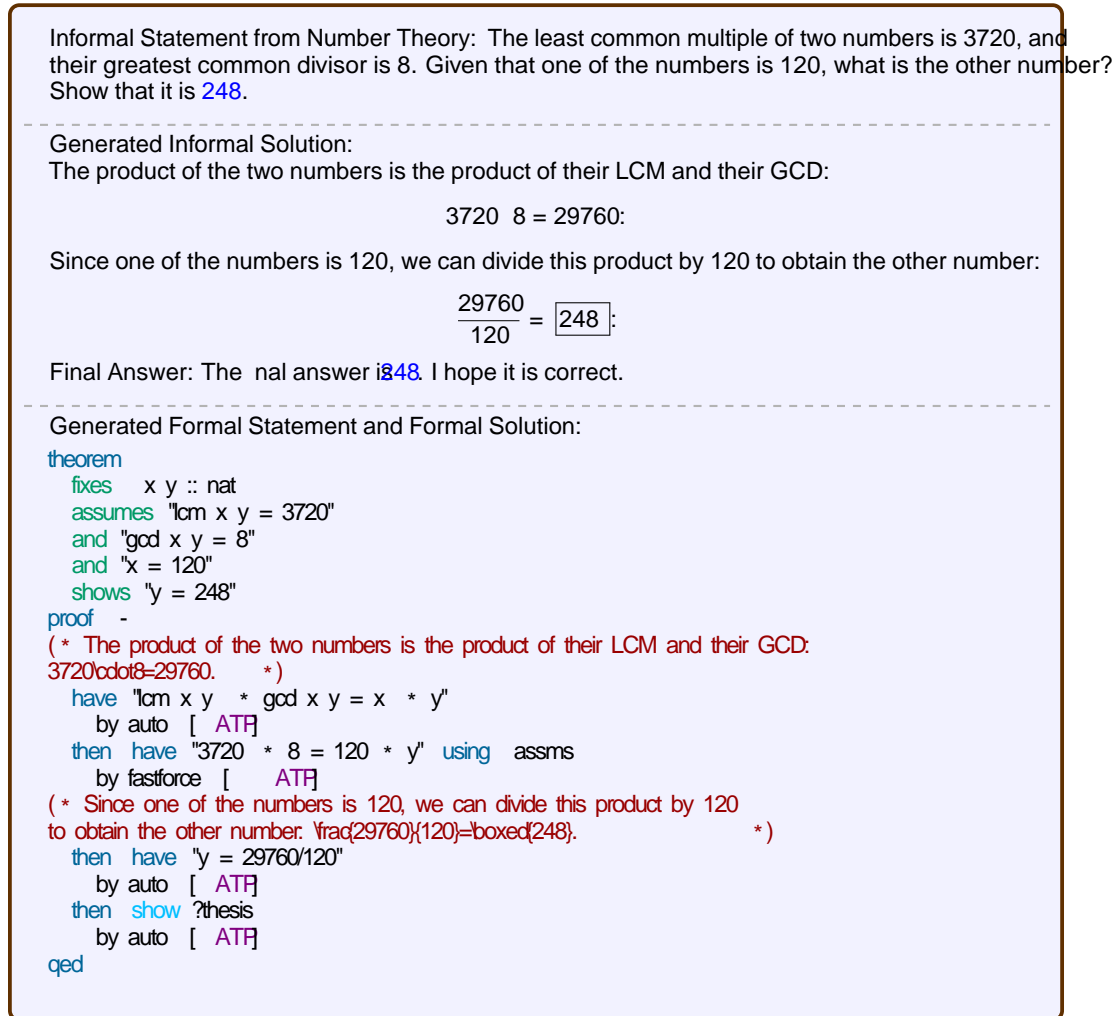 Informal Statement from Number Theory: The least common multiple of two numbers is 3720, and
their greatest common divisor is 8. Given that one of the numbers is 120, what is the other number?
Show that it is 248.
Generated Informal Solution:
The product of the two numbers is the product of their LCM and their GCD:
3720 8 = 29760:
Since one of the numbers is 120, we can divide this product by 120 to obtain the other number:
29760
120
= 248 :
Final Answer: The nal answer is 248. I hope it is correct.
Generated Formal Statement and Formal Solution:
theorem
fixes x y :: nat
assumes "lcm x y = 3720"
and "gcd x y = 8"
and "x = 120"
shows "y = 248"
proof -
(* The product of the two numbers is the product of their LCM and their GCD:
3720\cdot8=29760. *)
have "lcm x y * gcd x y = x * y"
by auto [ ATP]
then have "3720 * 8 = 120 * y" using assms
by fastforce [ ATP]
(* Since one of the numbers is 120, we can divide this product by 120
to obtain the other number: \frac{29760}{120}=\boxed{248}. *)
then have "y = 29760/120"
by auto [ ATP]
then show ?thesis
by auto [ ATP]
qed